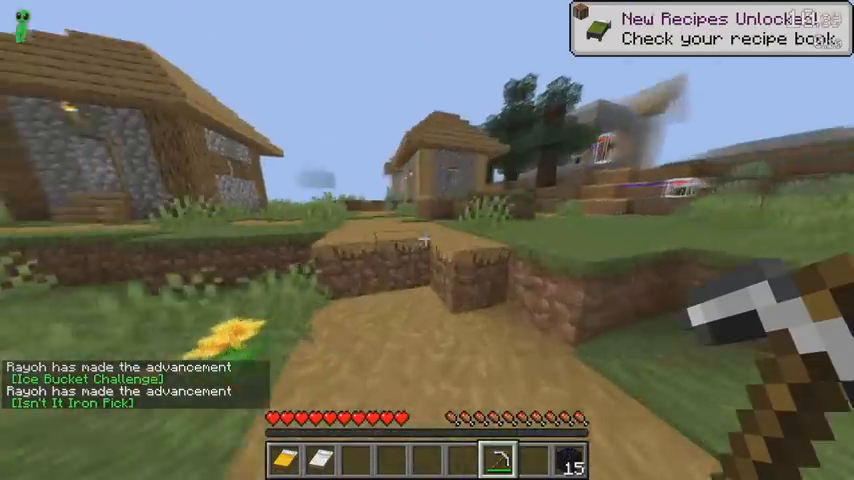 New Recipes Unlocked!
Check your recipe book
Rayoh has made the advancement
[Ice Bucket Challenge]
Rayoh has made the advancement
[Isn't It Iron Pick]
15